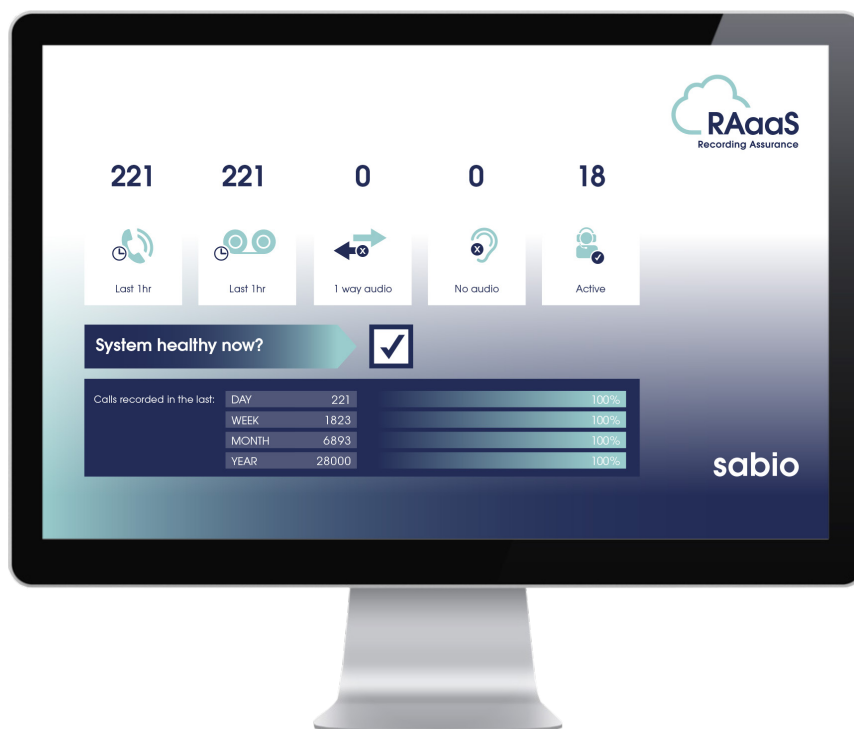 RAaaS
Recording Assurance
221 221 0 0 18
Last 1hr Last 1hr 1 way audio No audio Active
System healthy now?
Calls recorded in the last: DAY 221 100%
WEEK 1823 100%
MONTH 6893 100%
YEAR 28000 100%
sabio